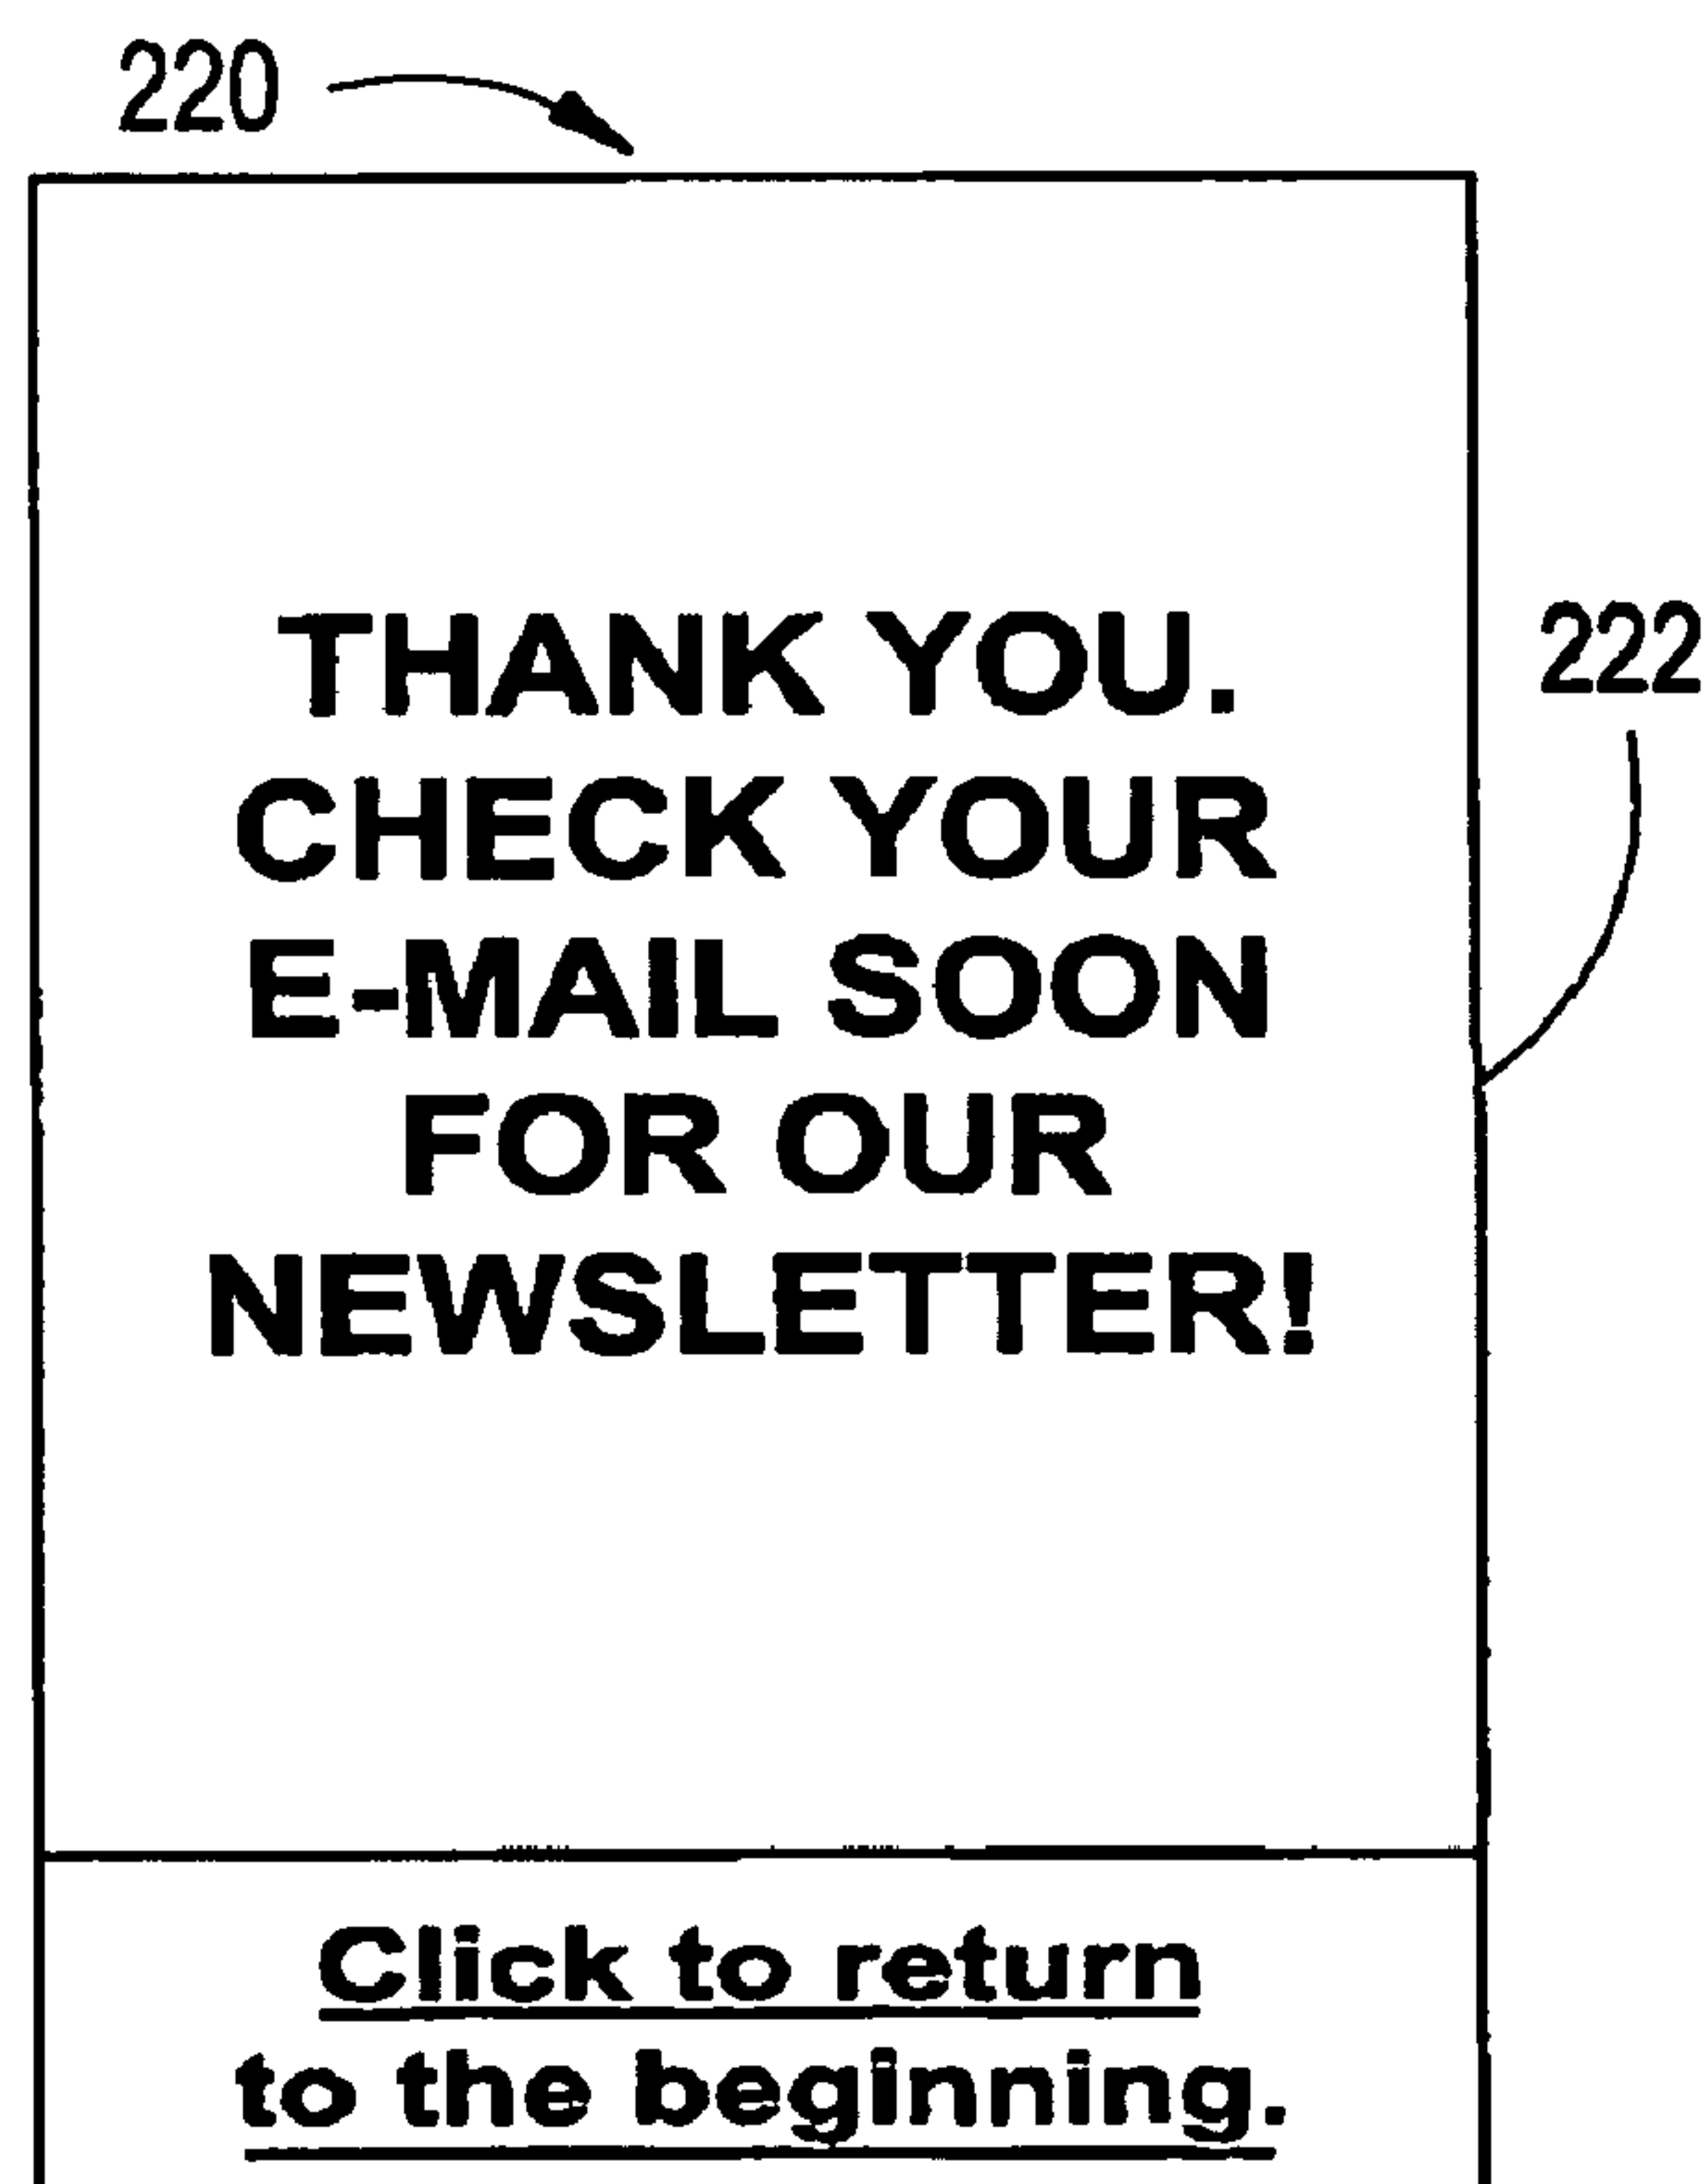 220
THANK YOU.
222
CHECK YOUR
E-MAIL SOON
FOR OUR
NEWSLETTER!
Click to return
to the beginning.